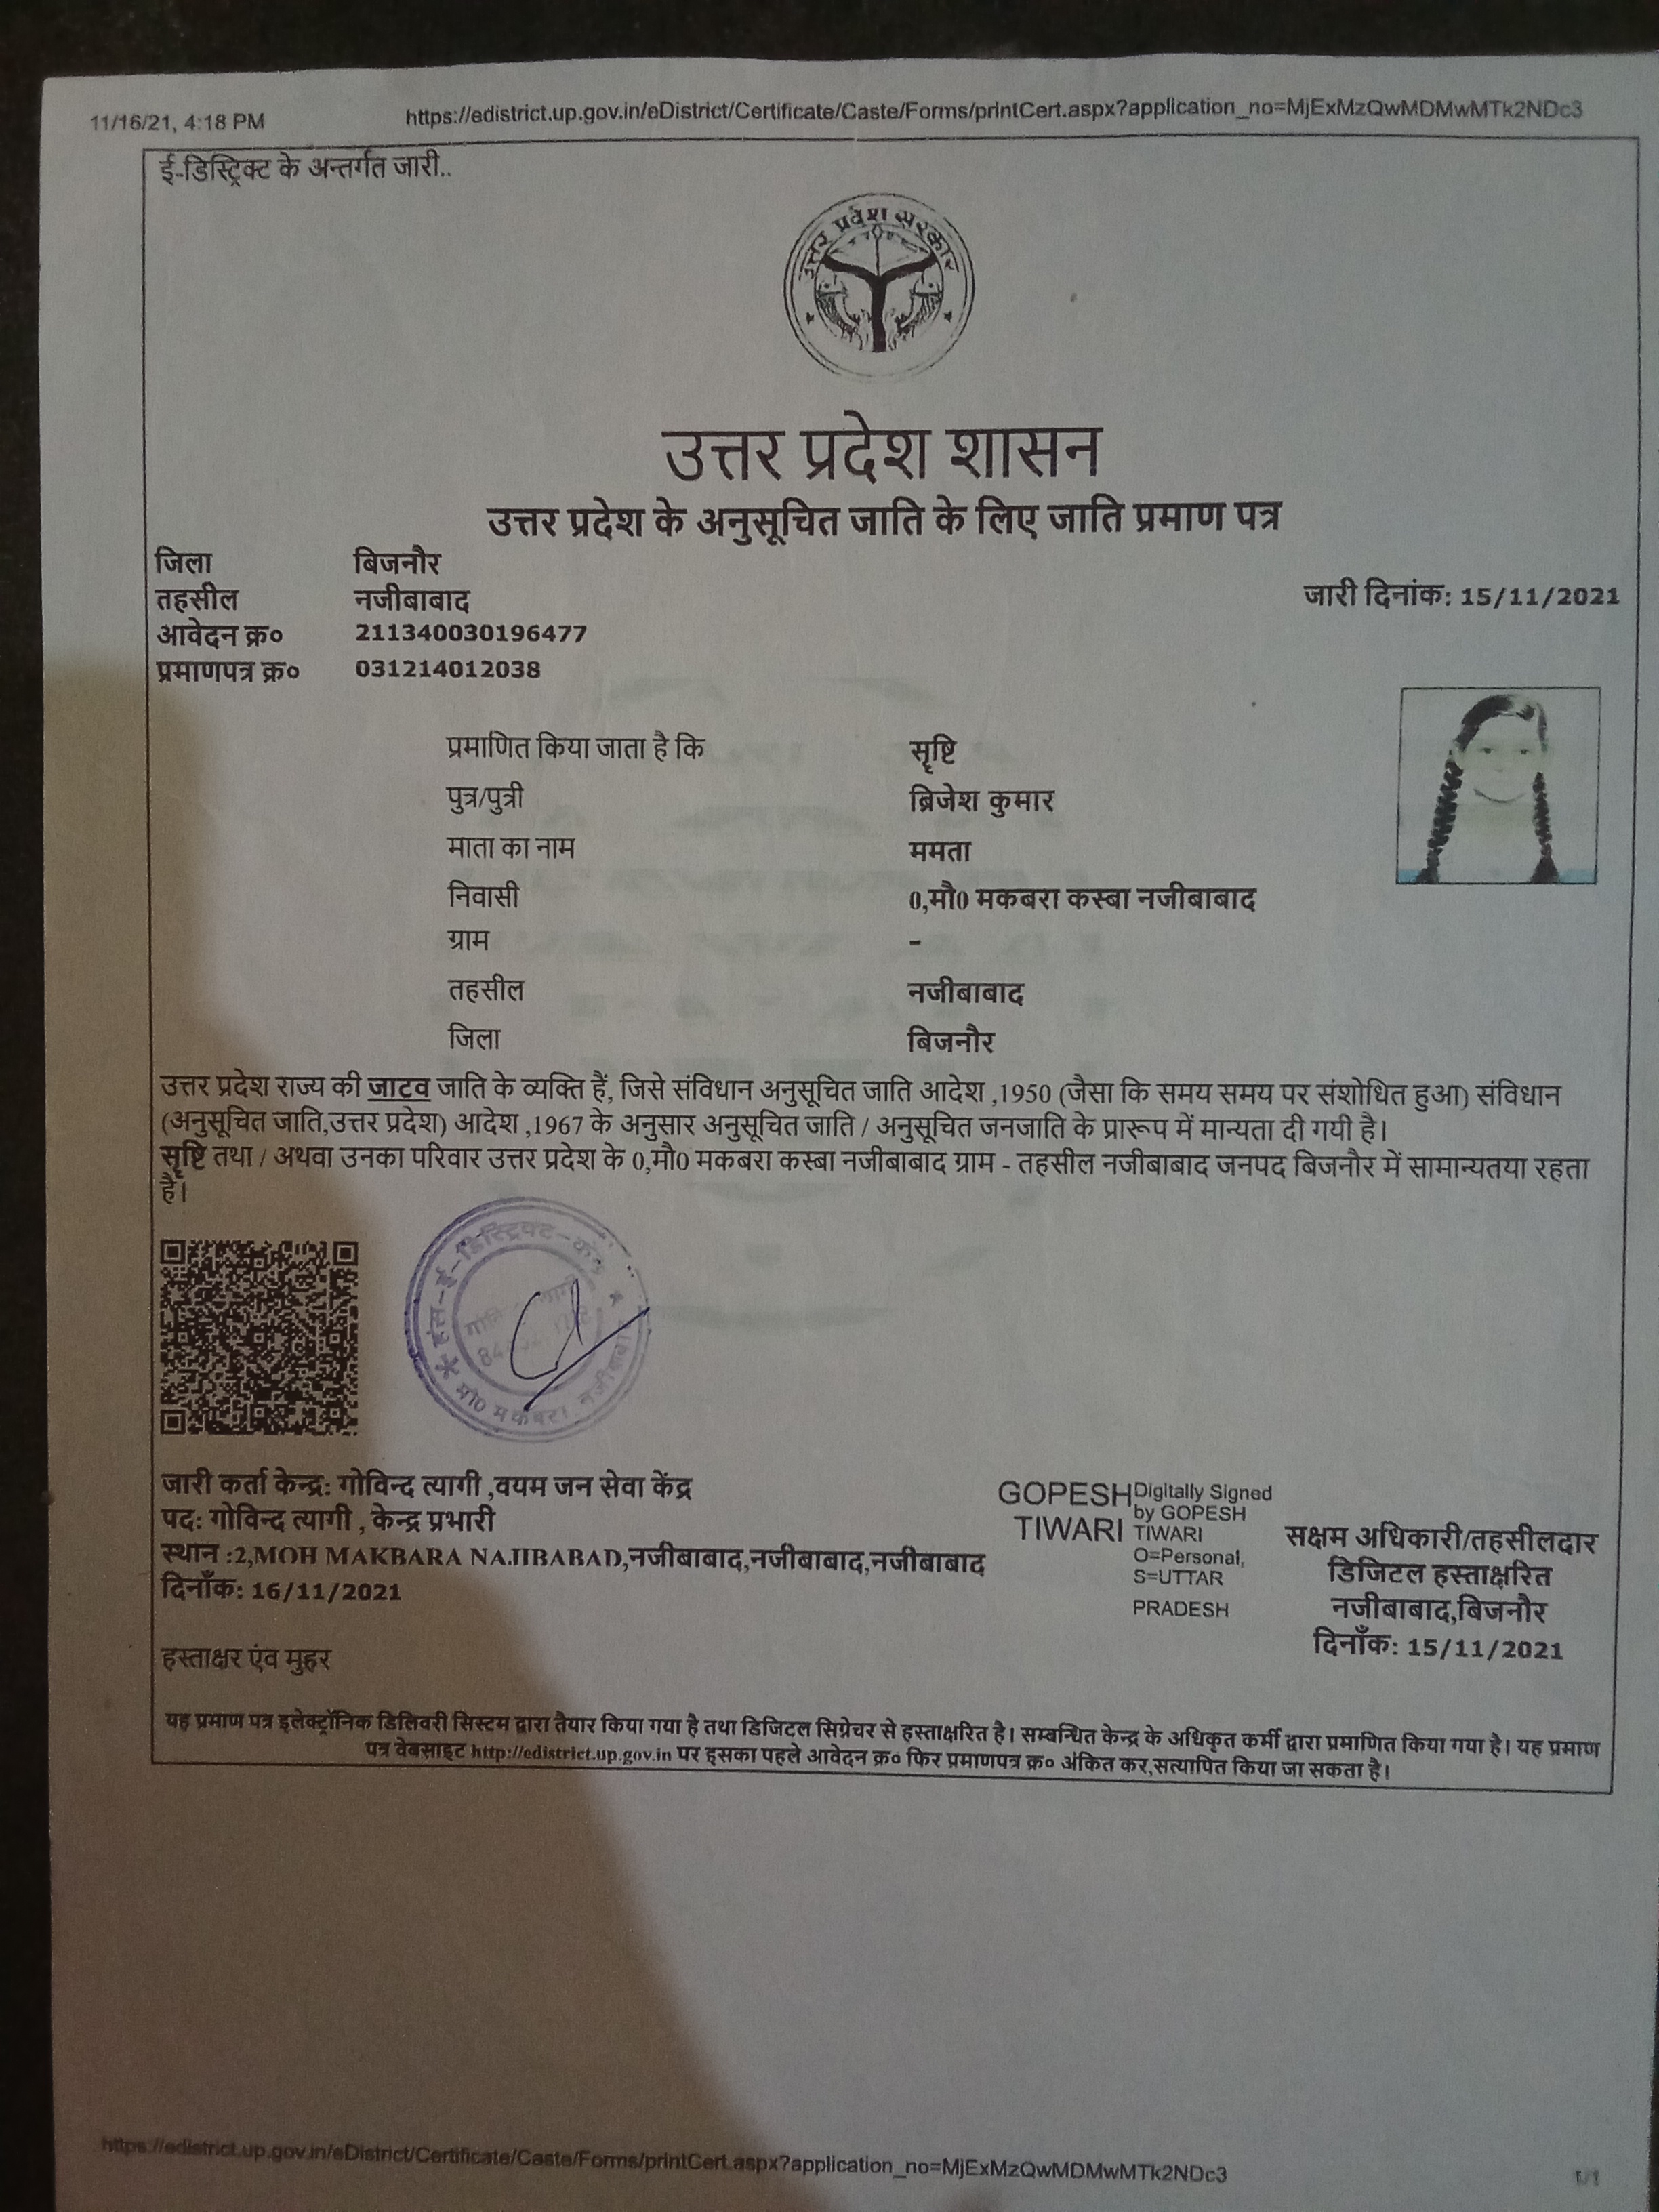 11/16/21, 4:18 PM https://edistrict.up.gov.in/eDistrict/Certificate/Caste/Forms/printCert.aspx?application_no=MjExMzQwMDMwMTk2NDc3
ई-डिस्ट्रिक्ट के अन्तर्गत जारी..
उत्तर प्रदेश सरकार
उत्तर प्रदेश शासन
उत्तर प्रदेश के अनुसूचित जाति के लिए जाति प्रमाण पत्र
जिला बिजनौर
तहसील नजीबाबाद
जारी दिनांक: 15/11/2021
आवेदन क्र० 211340030196477
प्रमाणपत्र क्र० 031214012038
प्रमाणित किया जाता है कि सृष्टि
पुत्र/पुत्री ब्रिजेश कुमार
माता का नाम ममता
निवासी 0,मौ0 मकबरा कस्बा नजीबाबाद
ग्राम -
तहसील नजीबाबाद
जिला बिजनौर
उत्तर प्रदेश राज्य की जाटव जाति के व्यक्ति हैं, जिसे संविधान अनुसूचित जाति आदेश ,1950 (जैसा कि समय समय पर संशोधित हुआ) संविधान
(अनुसूचित जाति,उत्तर प्रदेश) आदेश ,1967 के अनुसार अनुसूचित जाति / अनुसूचित जनजाति के प्रारूप में मान्यता दी गयी है।
सृष्टि तथा / अथवा उनका परिवार उत्तर प्रदेश के 0,मौ0 मकबरा कस्बा नजीबाबाद ग्राम - तहसील नजीबाबाद जनपद बिजनौर में सामान्यतया रहता
है।
हंस-ई-डिस्ट्रिक्ट-
मौ0 मकबरा
जारी कर्ता केन्द्र: गोविन्द त्यागी ,वयम जन सेवा केंद्र
पद: गोविन्द त्यागी , केन्द्र प्रभारी
स्थान :2,MOH MAKBARA NAJIBABAD,नजीबाबाद,नजीबाबाद,नजीबाबाद
दिनाँक: 16/11/2021
हस्ताक्षर एंव मुहर
GOPESH
TIWARI
Digitally Signed
by GOPESH
TIWARI
O=Personal,
S=UTTAR
PRADESH
सक्षम अधिकारी/तहसीलदार
डिजिटल हस्ताक्षरित
नजीबाबाद,बिजनौर
दिनाँक: 15/11/2021
यह प्रमाण पत्र इलेक्ट्रॉनिक डिलिवरी सिस्टम द्वारा तैयार किया गया है तथा डिजिटल सिग्नेचर से हस्ताक्षरित है। सम्बन्धित केन्द्र के अधिकृत कर्मी द्वारा प्रमाणित किया गया है। यह प्रमाण
पत्र वेबसाइट http://edistrict.up.gov.in पर इसका पहले आवेदन क्र० फिर प्रमाणपत्र क्र० अंकित कर,सत्यापित किया जा सकता है।
https://edistrict.up.gov.in/eDistrict/Certificate/Caste/Forms/printCert.aspx?application_no=MjExMzQwMDMwMTk2NDc3 1/1